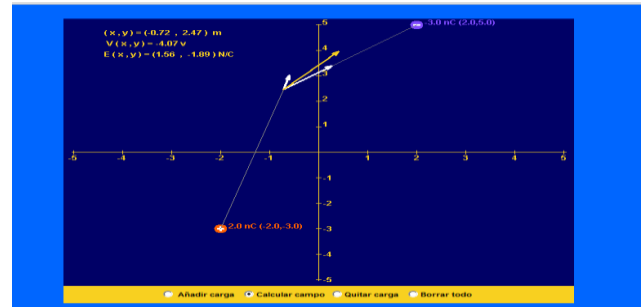 (x,y)=(-0.72 , 2.47) m
V(x,y)=-4.07 v
E(x,y)=(1.56 , -1.89) N/C
-3.0 nC (2.0,5.0)
2.0 nC (-2.0,-3.0)
5
4
3
2
1
-5 -4 -3 -2 -1 1 2 3 4 5
-1
-2
-3
-4
-5
Añadir carga Calcular campo Quitar carga Borrar todo